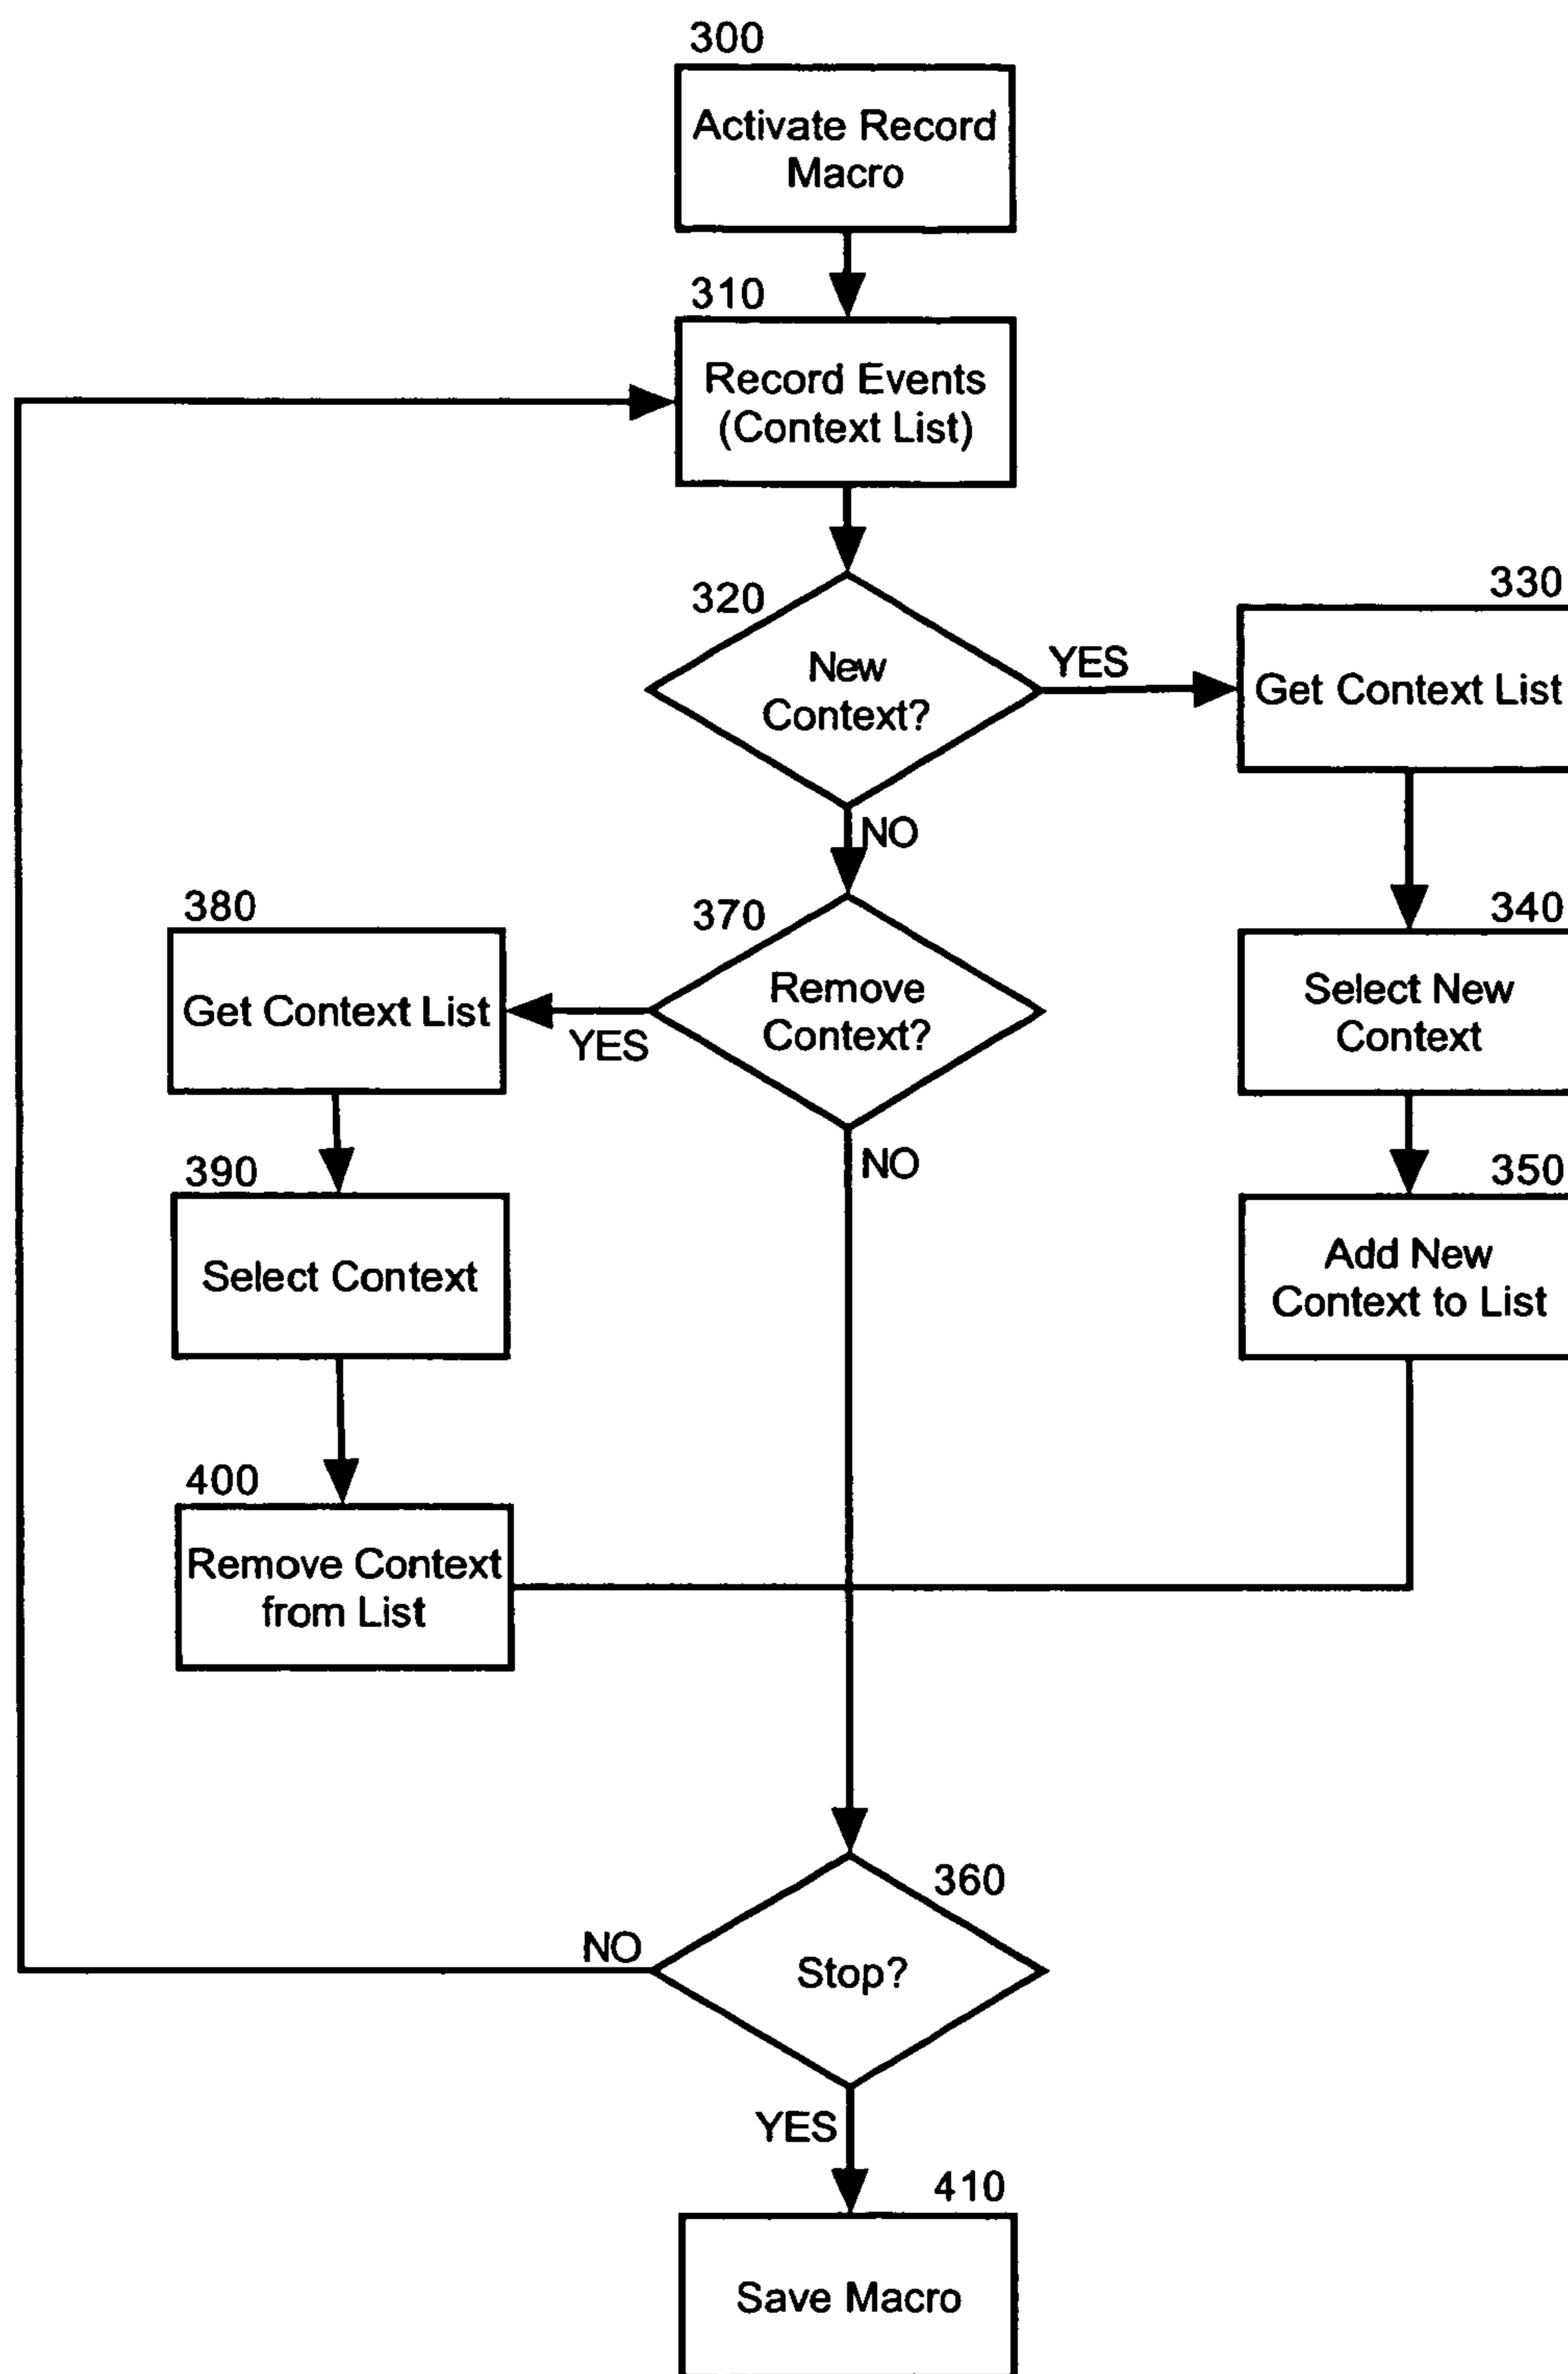 300
Activate Record
Macro
310
Record Events
(Context List)
320
New
Context?
YES
330
Get Context List
NO
340
Select New
Context
350
Add New
Context to List
370
Remove
Context?
YES
NO
380
Get Context List
390
Select Context
400
Remove Context
from List
360
Stop?
NO
YES
410
Save Macro